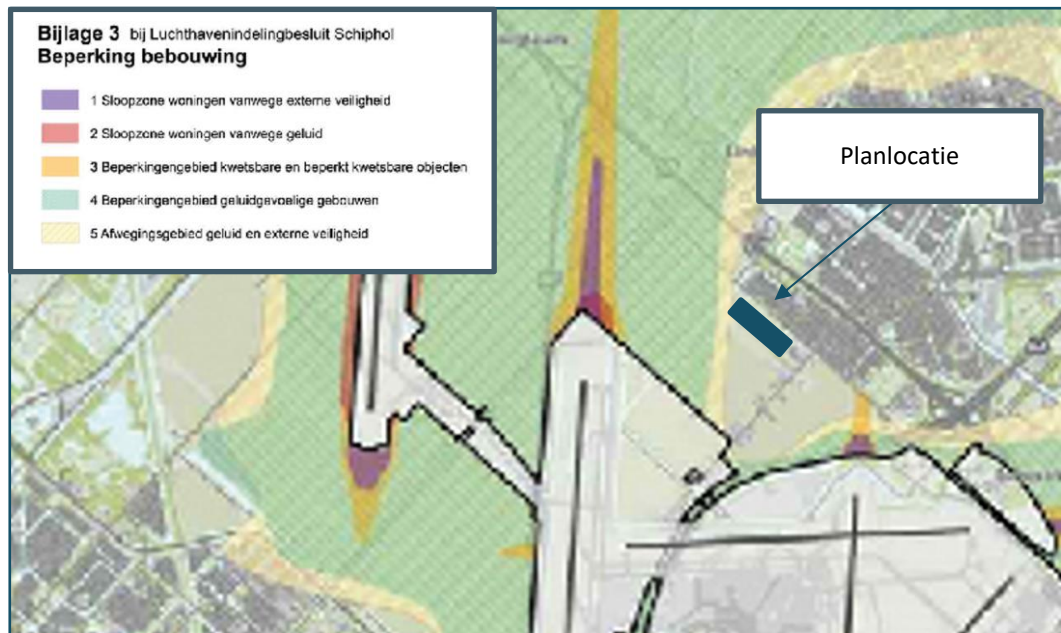 Bijlage 3 bij Luchthavenindelingbesluit Schiphol
Beperking bebouwing
1 Sloopzone woningen vanwege externe veiligheid
2 Sloopzone woningen vanwege geluid
3 Beperkingengebied kwetsbare en beperkt kwetsbare objecten
4 Beperkingengebied geluidgevoelige gebouwen
5 Afwegingsgebied geluid en externe veiligheid
Planlocatie